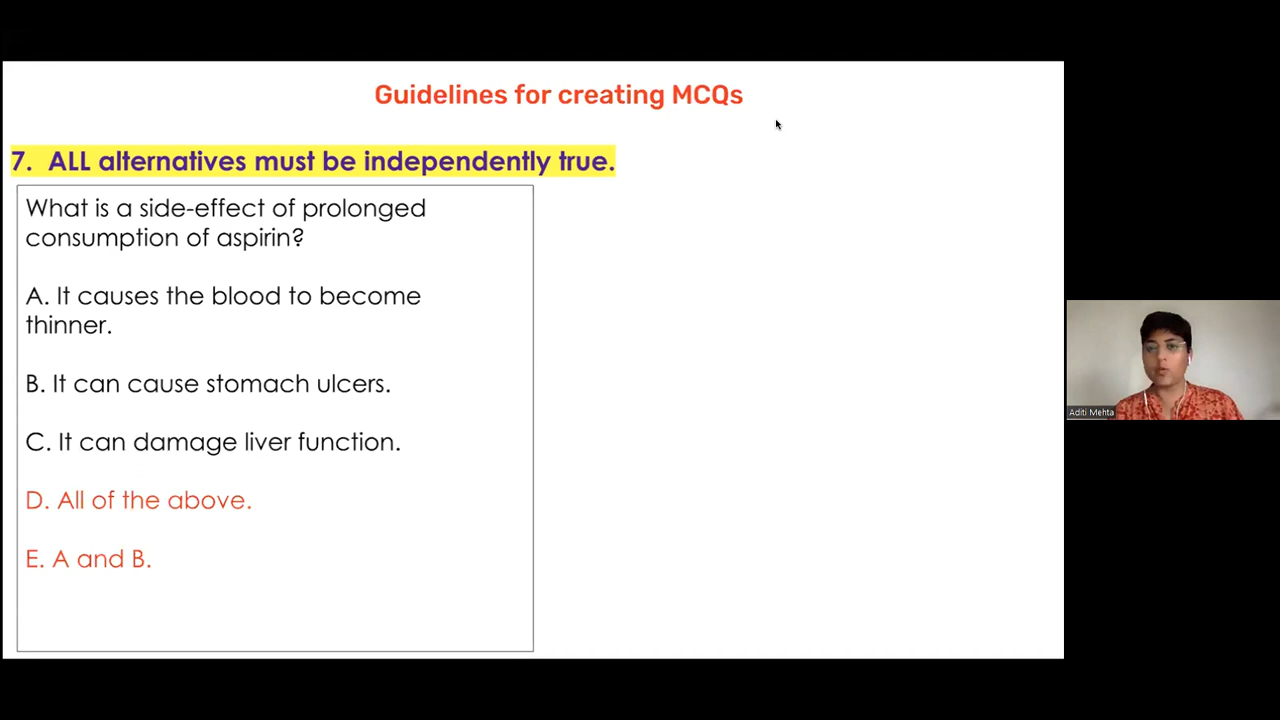 Guidelines for creating MCQs
7. ALL alternatives must be independently true.
What is a side-effect of prolonged
consumption of aspirin?
A. It causes the blood to become
thinner.
B. It can cause stomach ulcers.
C. It can damage liver function.
D. All of the above.
E. A and B.
Aditi Mehta